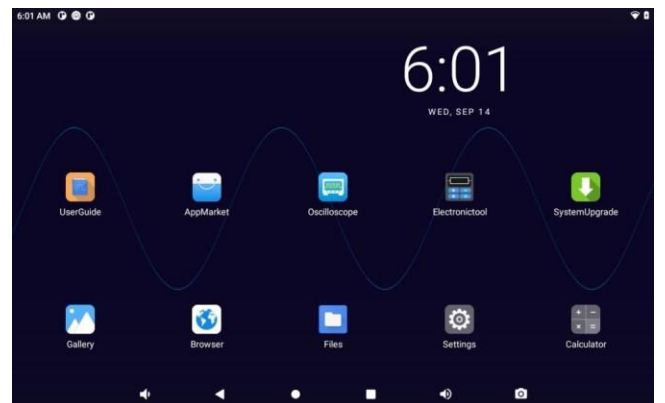 6:01 AM
6:01
WED, SEP 14
UserGuide
AppMarket
Oscilloscope
Electronictool
SystemUpgrade
Gallery
Browser
Files
Settings
Calculator